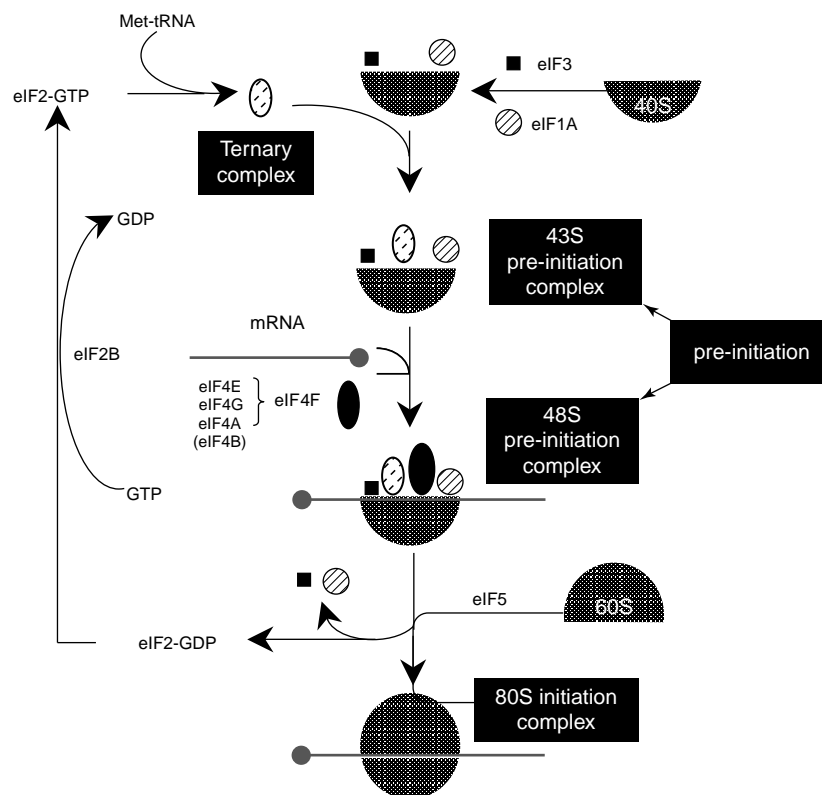 Met-tRNA
eIF2-GTP
eIF3
40S
eIF1A
Ternary
complex
GDP
43S
pre-initiation
complex
mRNA
eIF2B
pre-initiation
eIF4E
eIF4G
eIF4A
(eIF4B)
eIF4F
48S
pre-initiation
complex
GTP
eIF5
60S
eIF2-GDP
80S initiation
complex